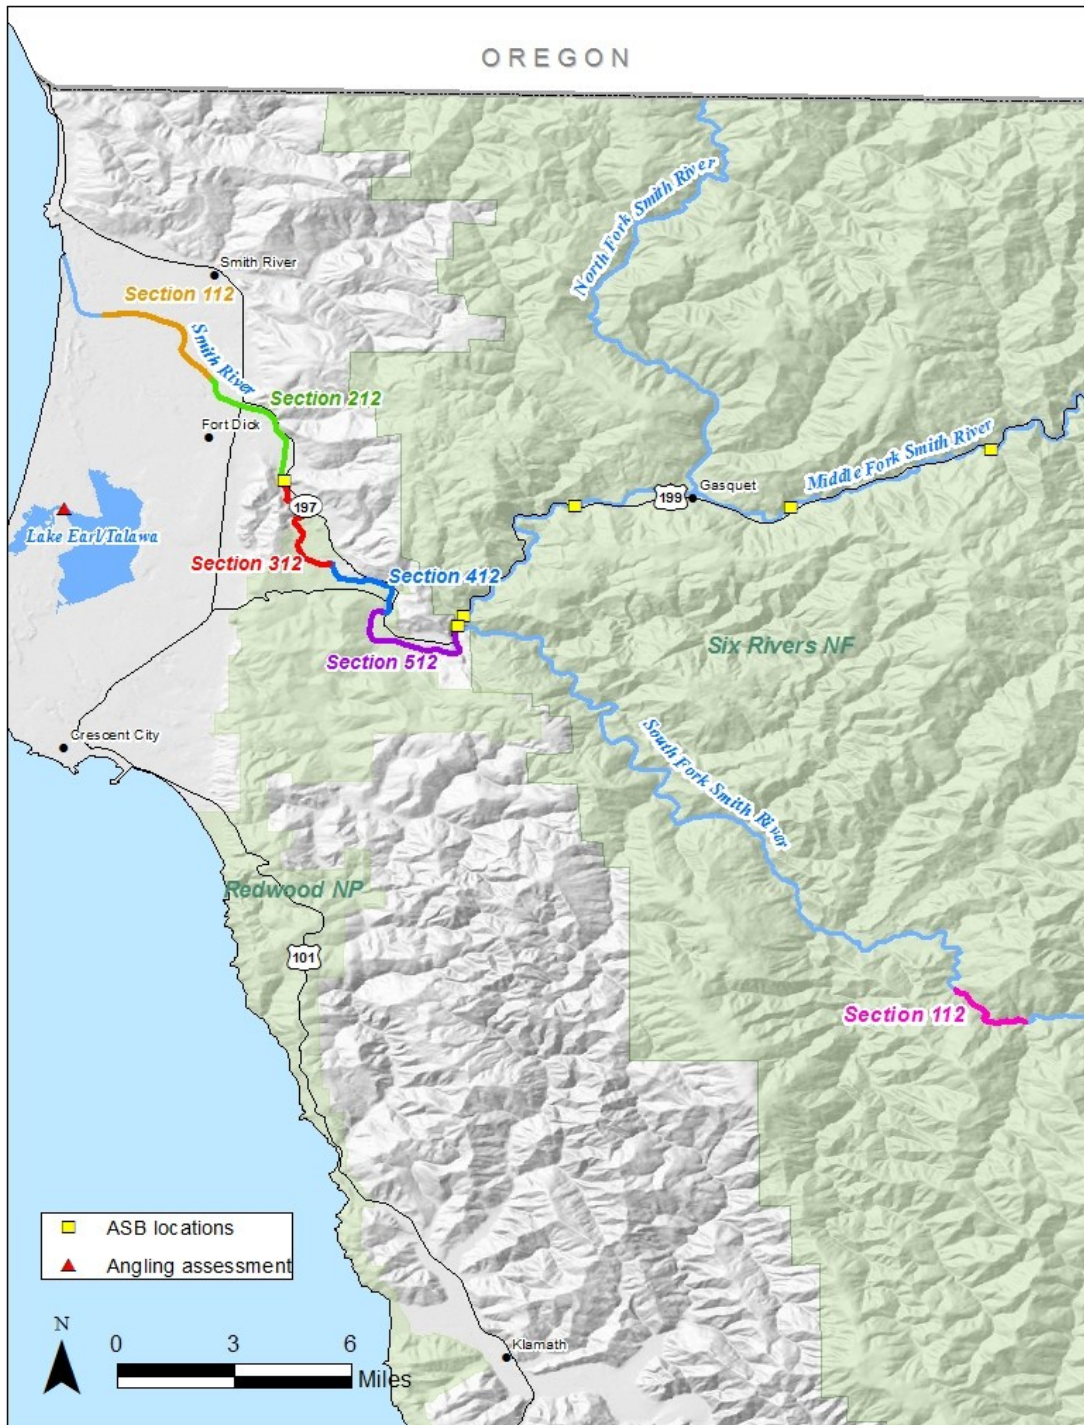 OREGON
North Fork Smith River
Smith River
Section 112
Smith River
Section 212
Fort Dick
Middle Fork Smith River
199
Gasquet
197
Lake Earl/Talawa
Section 312
Section 412
Six Rivers NF
Section 512
South Fork Smith River
Crescent City
Redwood NP
101
Section 112
ASB locations
Angling assessment
N
0 3 6
Miles
Klamath